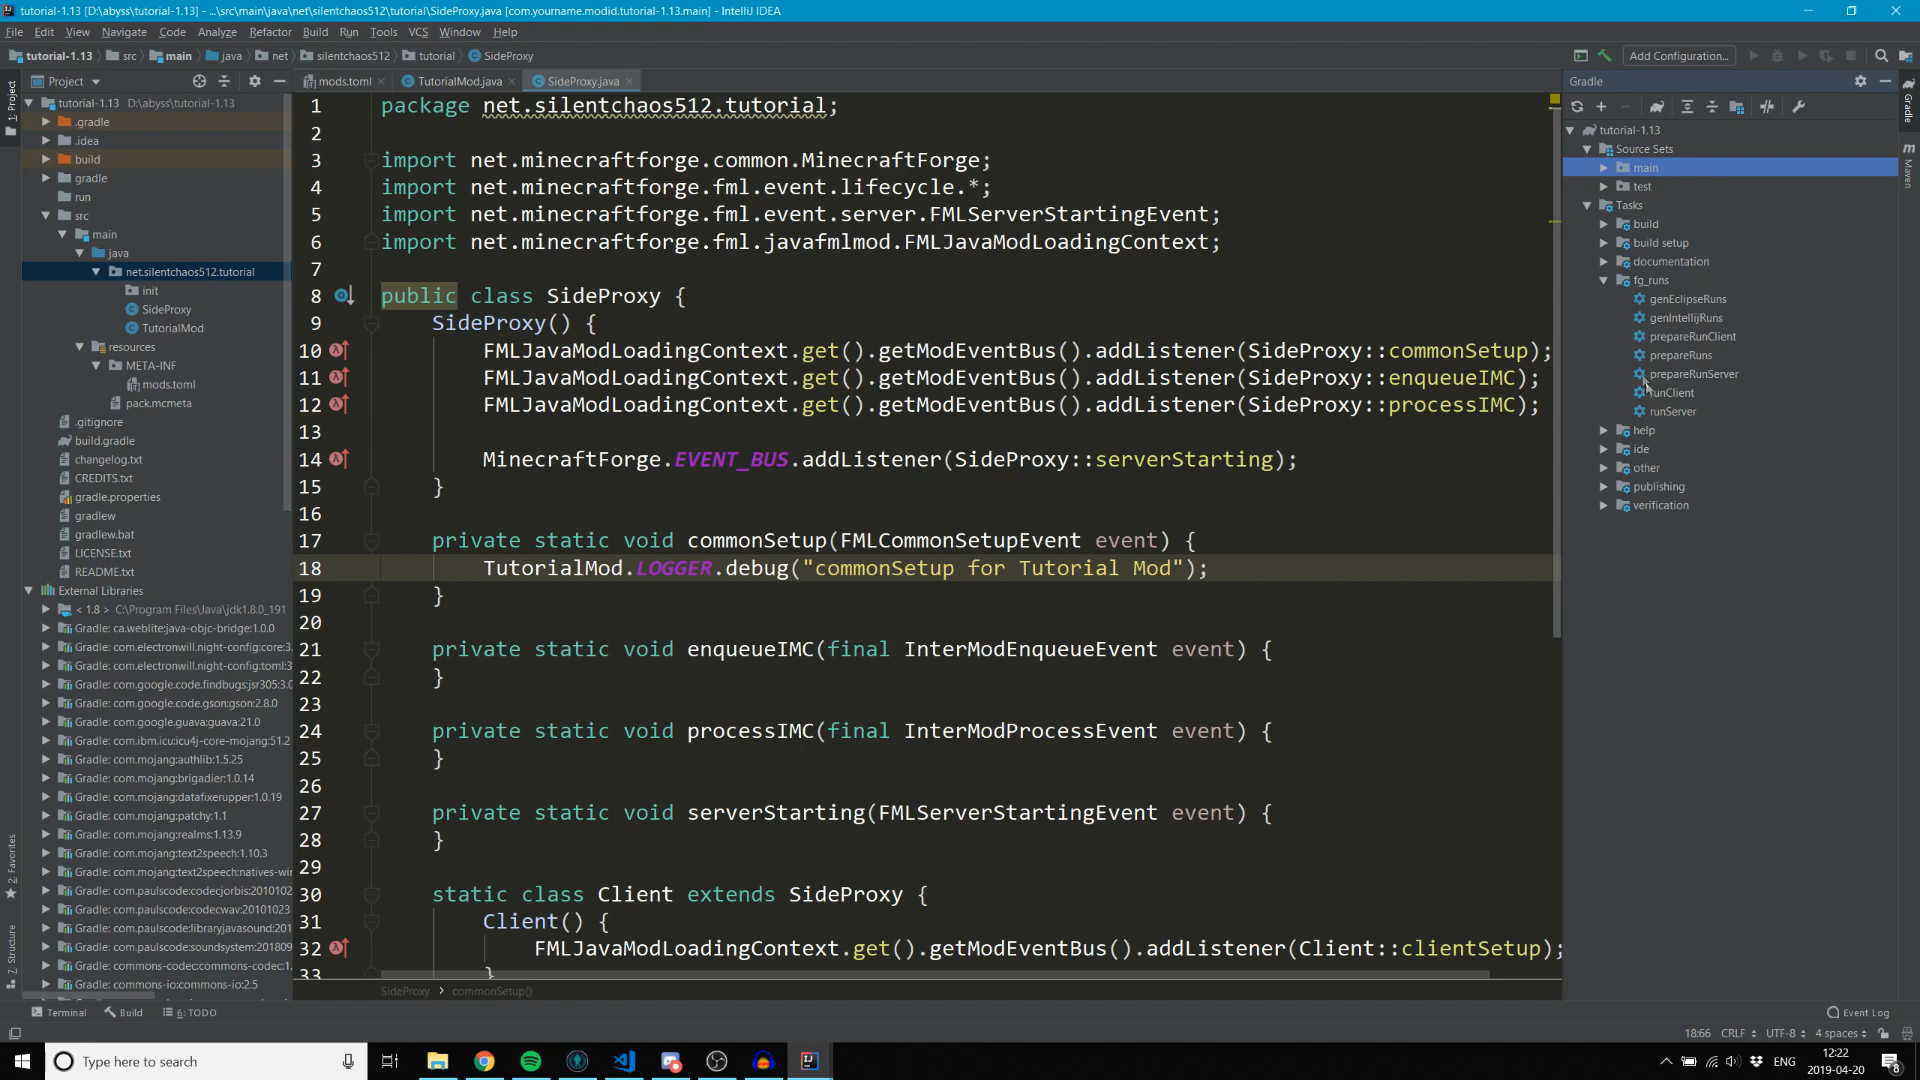 tutorial-1.13 [D:\abyss\tutorial-1.13] - ...\src\main\java\net\silentchaos512\tutorial\SideProxy.java [com.yourname.modid.tutorial-1.13.main] - IntelliJ IDEA
File Edit View Navigate Code Analyze Refactor Build Run Tools VCS Window Help
tutorial-1.13 src main java net silentchaos512 tutorial SideProxy Add Configuration...
1: Project
Project
mods.toml TutorialMod.java SideProxy.java
Gradle
tutorial-1.13 D:\abyss\tutorial-1.13
.gradle
.idea
build
gradle
run
src
main
java
net.silentchaos512.tutorial
init
SideProxy
TutorialMod
resources
META-INF
mods.toml
pack.mcmeta
.gitignore
build.gradle
changelog.txt
CREDITS.txt
gradle.properties
gradlew
gradlew.bat
LICENSE.txt
README.txt
External Libraries
< 1.8 > C:\Program Files\Java\jdk1.8.0_191
Gradle: ca.weblite:java-objc-bridge:1.0.0
Gradle: com.electronwill.night-config:core:3.
Gradle: com.electronwill.night-config:toml:3
Gradle: com.google.code.findbugs:jsr305:3.0
Gradle: com.google.code.gson:gson:2.8.0
Gradle: com.google.guava:guava:21.0
Gradle: com.ibm.icu:icu4j-core-mojang:51.2
Gradle: com.mojang:authlib:1.5.25
Gradle: com.mojang:brigadier:1.0.14
Gradle: com.mojang:datafixerupper:1.0.19
Gradle: com.mojang:patchy:1.1
Gradle: com.mojang:realms:1.13.9
Gradle: com.mojang:text2speech:1.10.3
Gradle: com.mojang:text2speech:natives-wi
Gradle: com.paulscode:codecjorbis:2010102
Gradle: com.paulscode:codecwav:20101023
Gradle: com.paulscode:libraryjavasound:201
Gradle: com.paulscode:soundsystem:201809
Gradle: commons-codec:commons-codec:1.
Gradle: commons-io:commons-io:2.5
2: Favorites
7: Structure
1 package net.silentchaos512.tutorial;
2
3 import net.minecraftforge.common.MinecraftForge;
4 import net.minecraftforge.fml.event.lifecycle.*;
5 import net.minecraftforge.fml.event.server.FMLServerStartingEvent;
6 import net.minecraftforge.fml.javafmlmod.FMLJavaModLoadingContext;
7
8 public class SideProxy {
9 SideProxy() {
10 FMLJavaModLoadingContext.get().getModEventBus().addListener(SideProxy::commonSetup);
11 FMLJavaModLoadingContext.get().getModEventBus().addListener(SideProxy::enqueueIMC);
12 FMLJavaModLoadingContext.get().getModEventBus().addListener(SideProxy::processIMC);
13
14 MinecraftForge.EVENT_BUS.addListener(SideProxy::serverStarting);
15 }
16
17 private static void commonSetup(FMLCommonSetupEvent event) {
18 TutorialMod.LOGGER.debug("commonSetup for Tutorial Mod");
19 }
20
21 private static void enqueueIMC(final InterModEnqueueEvent event) {
22 }
23
24 private static void processIMC(final InterModProcessEvent event) {
25 }
26
27 private static void serverStarting(FMLServerStartingEvent event) {
28 }
29
30 static class Client extends SideProxy {
31 Client() {
32 FMLJavaModLoadingContext.get().getModEventBus().addListener(Client::clientSetup);
33 }
SideProxy > commonSetup()
tutorial-1.13
Source Sets
main
test
Tasks
build
build setup
documentation
fg_runs
genEclipseRuns
genIntellijRuns
prepareRunClient
prepareRuns
prepareRunServer
runClient
runServer
help
ide
other
publishing
verification
Gradle
Maven
Terminal Build 6: TODO Event Log
18:66 CRLF UTF-8 4 spaces
Type here to search
ENG
12:22
2019-04-20
8